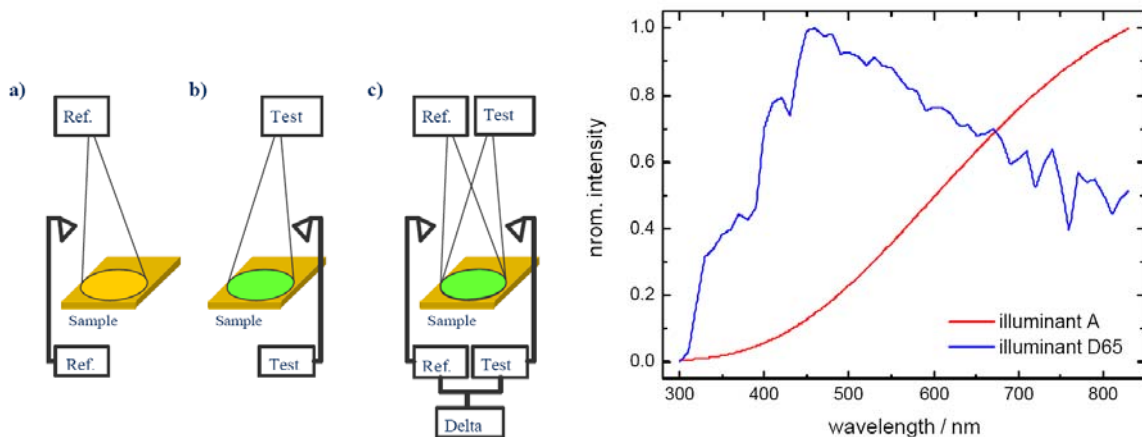 a)
b)
c)
Ref.
Test
Ref.
Test
Sample
Sample
Sample
Ref.
Test
Ref.
Test
Delta
nrom. intensity
1.0
0.8
0.6
0.4
0.2
0.0
illuminant A
illuminant D65
300 400 500 600 700 800
wavelength / nm